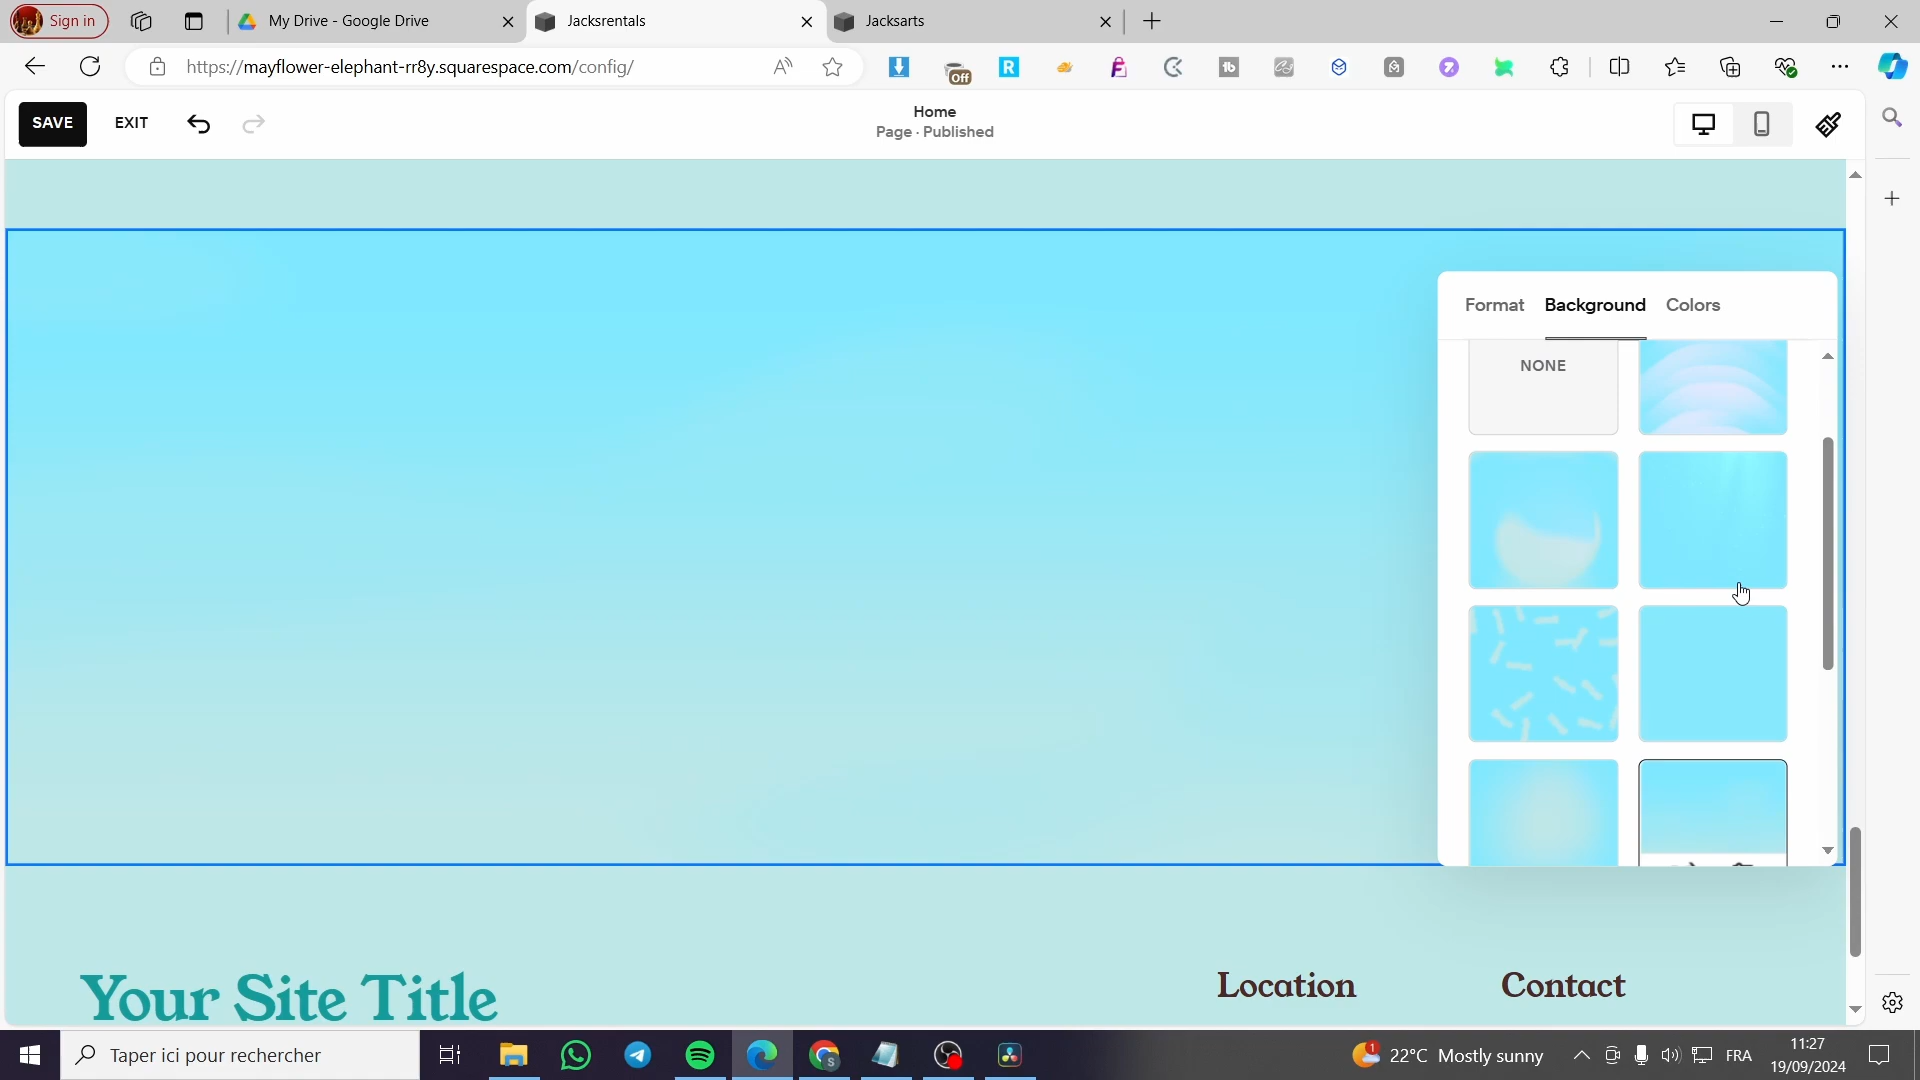 Sign in
My Drive - Google Drive
Jacksrentals
Jacksarts
https://mayflower-elephant-rr8y.squarespace.com/config/
Off
SAVE
EXIT
Home
Page · Published
Format
Background
Colors
NONE
Your Site Title
Location
Contact
Taper ici pour rechercher
22°C Mostly sunny
FRA
11:27
19/09/2024